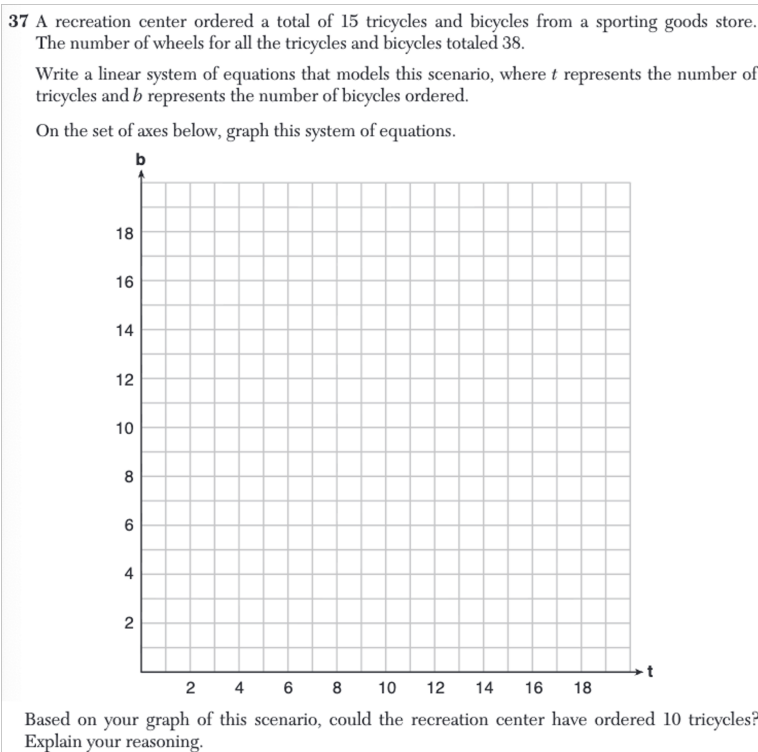 37 A recreation center ordered a total of 15 tricycles and bicycles from a sporting goods store.
The number of wheels for all the tricycles and bicycles totaled 38.
Write a linear system of equations that models this scenario, where t represents the number of
tricycles and b represents the number of bicycles ordered.
On the set of axes below, graph this system of equations.
b
18
16
14
12
10
8
6
4
2
t
2 4 6 8 10 12 14 16 18
Based on your graph of this scenario, could the recreation center have ordered 10 tricycles?
Explain your reasoning.